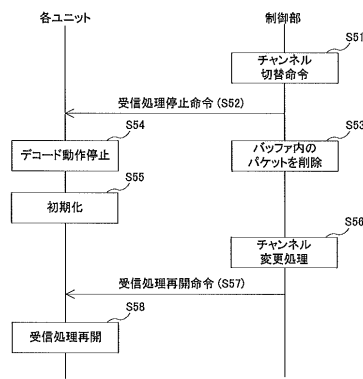 各ユニット
制御部
S51
チャンネル
切替命令
受信処理停止命令(S52)
S54
S53
デコード動作停止
バッファ内の
パケットを削除
S55
初期化
S56
チャンネル
変更処理
受信処理再開命令(S57)
S58
受信処理再開